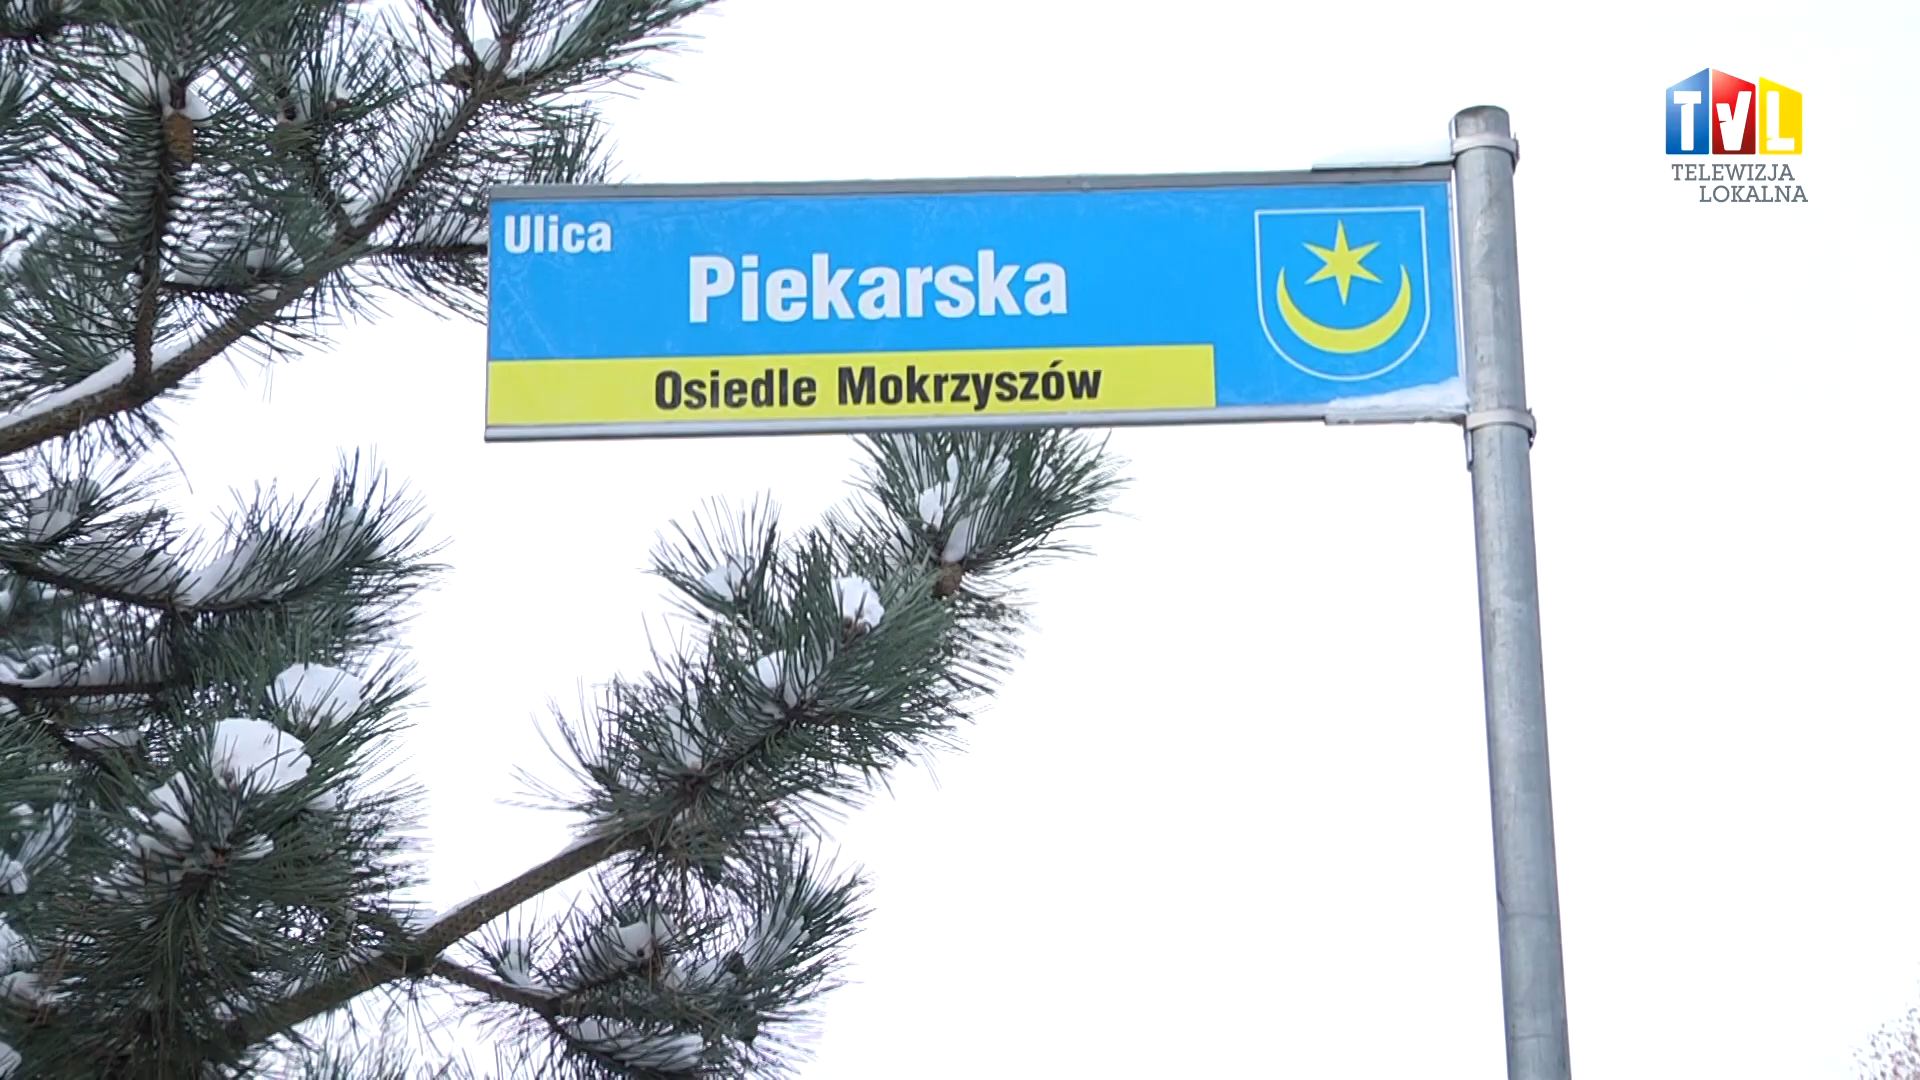 Ulica
Piekarska
Osiedle Mokrzyszów
TVL
TELEWIZJA
LOKALNA